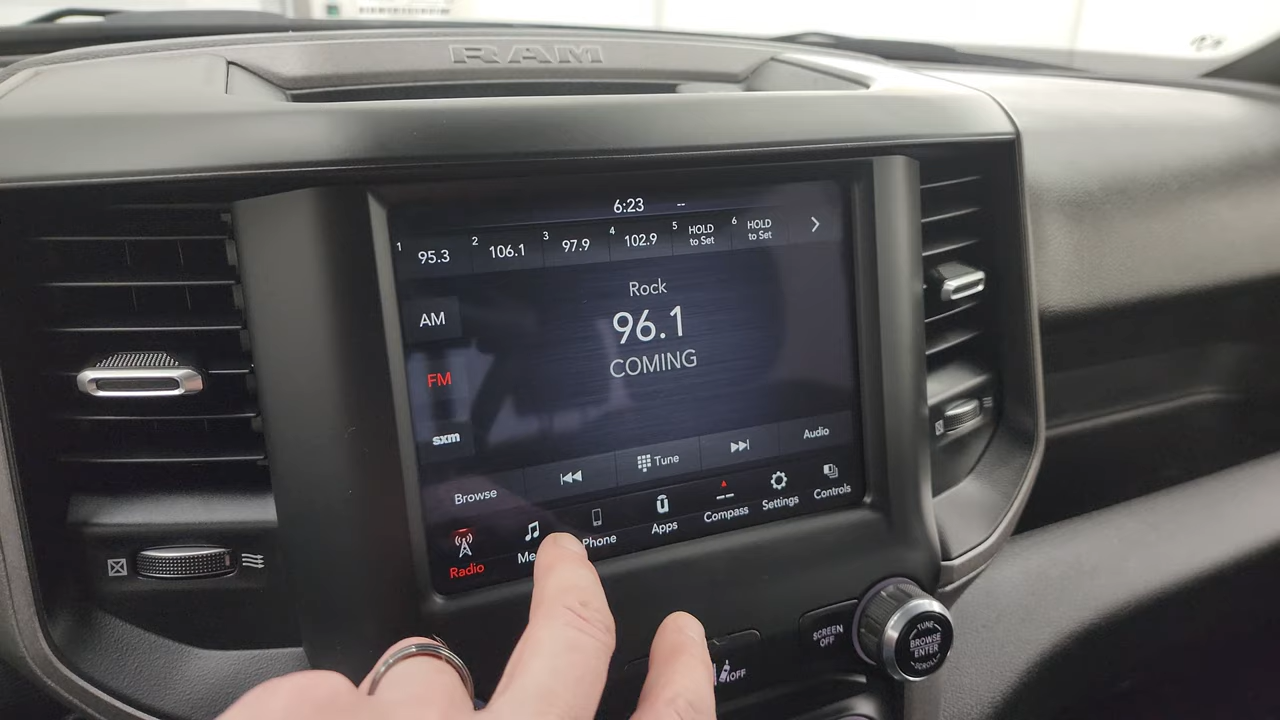 RAM
6:23 --
1 95.3
2 106.1
3 97.9
4 102.9
5 HOLD
to Set
6 HOLD
to Set
Rock
96.1
COMING
AM
FM
sxm
Browse
Tune
Audio
Radio
Me
Phone
Apps
Compass
Settings
Controls
SCREEN
OFF
TUNE
BROWSE
ENTER
SCROLL
OFF